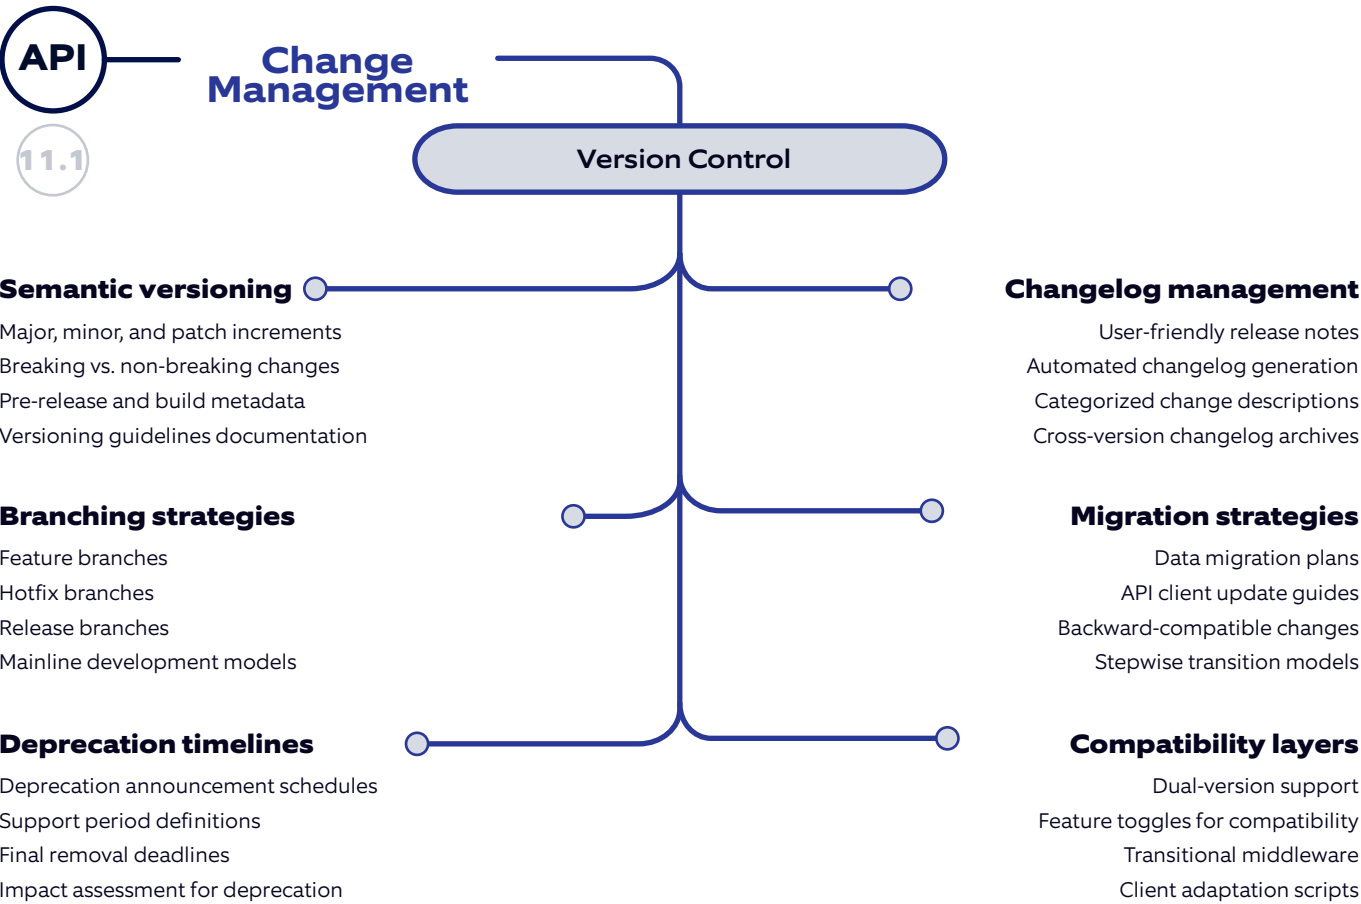 API
Change
Management
11.1
Version Control
Semantic versioning
Major, minor, and patch increments
Breaking vs. non-breaking changes
Pre-release and build metadata
Versioning guidelines documentation
Changelog management
User-friendly release notes
Automated changelog generation
Categorized change descriptions
Cross-version changelog archives
Branching strategies
Feature branches
Hotfix branches
Release branches
Mainline development models
Migration strategies
Data migration plans
API client update guides
Backward-compatible changes
Stepwise transition models
Deprecation timelines
Deprecation announcement schedules
Support period definitions
Final removal deadlines
Impact assessment for deprecation
Compatibility layers
Dual-version support
Feature toggles for compatibility
Transitional middleware
Client adaptation scripts